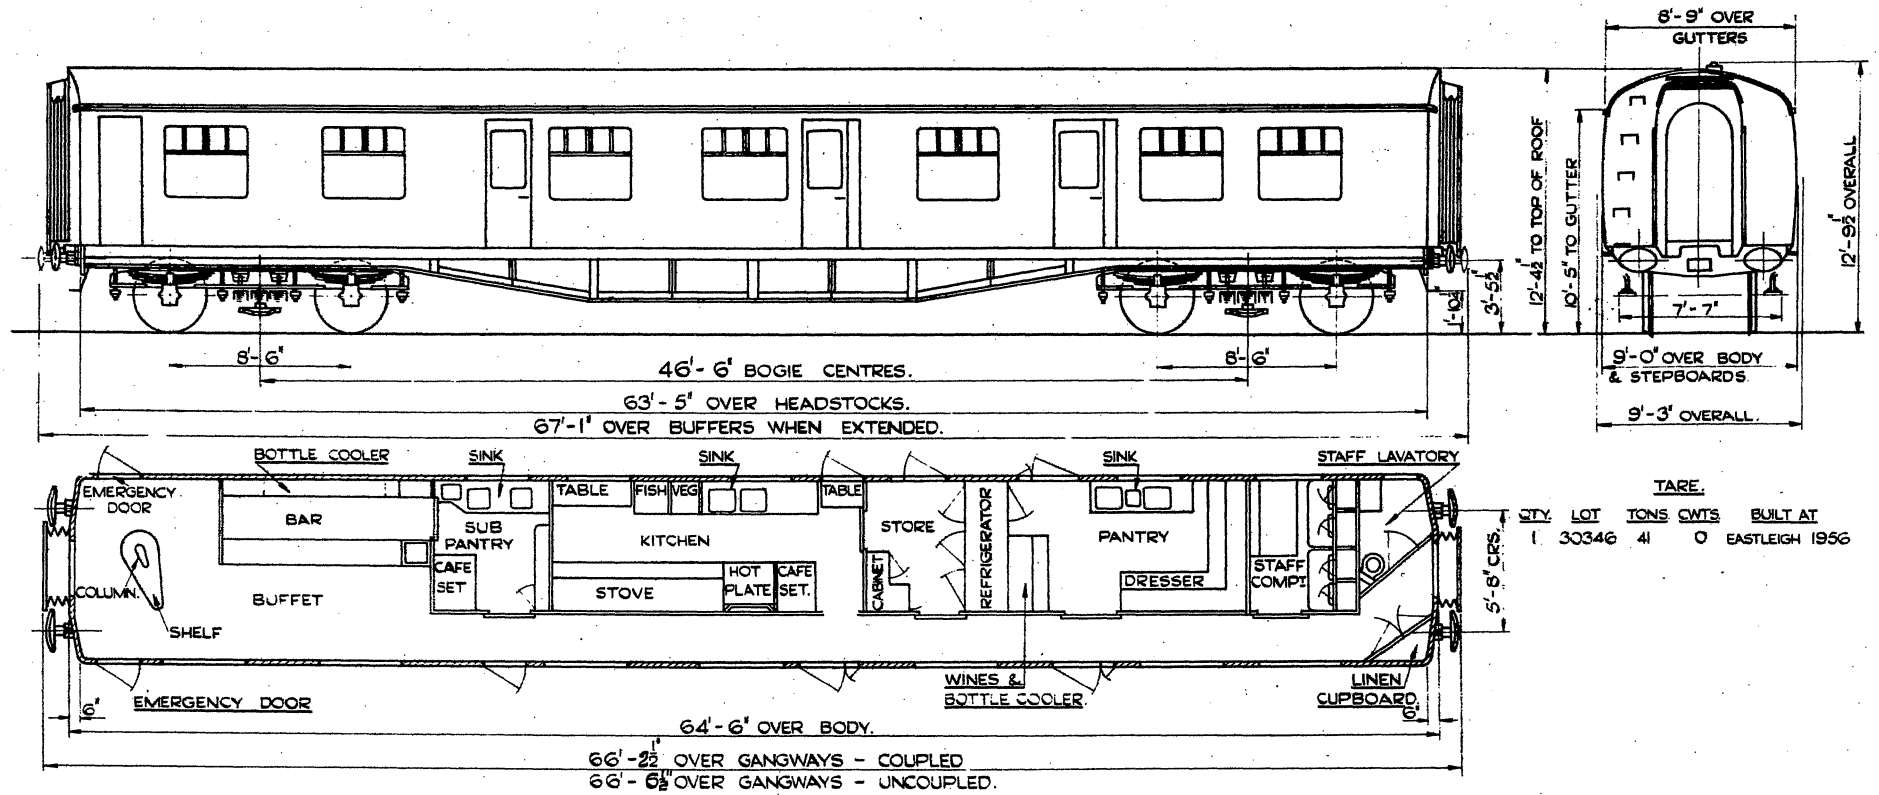 8'-9" OVER
GUTTERS
12'-4½" TO TOP OF ROOF
10'-5" TO GUTTER
12'-9½" OVERALL
3'-5½"
7'-7"
8'-6"
8'-6"
46'-6" BOGIE CENTRES.
63'-5" OVER HEADSTOCKS.
67'-1" OVER BUFFERS WHEN EXTENDED.
9'-0" OVER BODY
& STEPBOARDS.
9'-3" OVERALL.
BOTTLE COOLER
SINK
SINK
SINK
STAFF LAVATORY
EMERGENCY
DOOR
BAR
SUB
PANTRY
TABLE
FISH
VEG
TABLE
KITCHEN
STORE
REFRIGERATOR
PANTRY
CAFE
SET
HOT
PLATE
CAFE
SET.
STOVE
CABINET
DRESSER
STAFF
COMPT
COLUMN.
BUFFET
SHELF
WINES &
BOTTLE COOLER.
LINEN
CUPBOARD.
EMERGENCY DOOR
6"
6"
5'-8" CRS.
64'-6" OVER BODY.
66'-2½" OVER GANGWAYS - COUPLED
66'-6½" OVER GANGWAYS - UNCOUPLED.
TARE.
QTY. LOT TONS CWTS. BUILT AT
1 30346 41 0 EASTLEIGH 1956